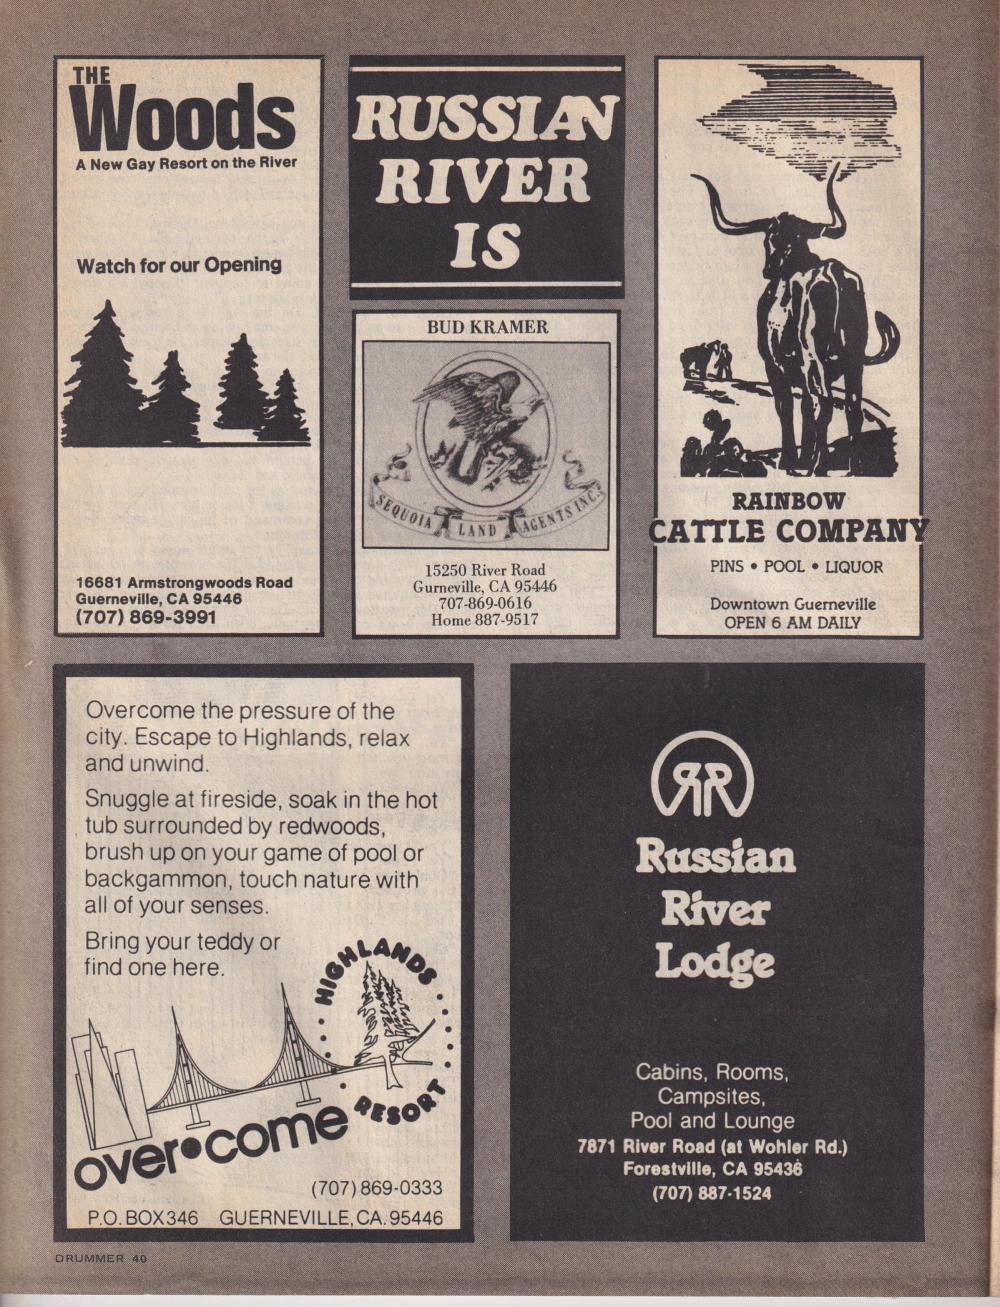 THE
Woods
A New Gay Resort on the River
Watch for our Opening
16681 Armstrongwoods Road
Guerneville, CA 95446
(707) 869-3991
RUSSIAN
RIVER
IS
BUD KRAMER
SEQUOIA LAND AGENTS INC.
15250 River Road
Gurneville, CA 95446
707-869-0616
Home 887-9517
RAINBOW
CATTLE COMPANY
PINS • POOL • LIQUOR
Downtown Guerneville
OPEN 6 AM DAILY
Overcome the pressure of the
city. Escape to Highlands, relax
and unwind.
Snuggle at fireside, soak in the hot
tub surrounded by redwoods,
brush up on your game of pool or
backgammon, touch nature with
all of your senses.
Bring your teddy or
find one here.
HIGHLANDS
RESORT
over•come
(707) 869-0333
P.O. BOX 346 GUERNEVILLE, CA. 95446
RR
Russian
River
Lodge
Cabins, Rooms,
Campsites,
Pool and Lounge
7871 River Road (at Wohler Rd.)
Forestville, CA 95436
(707) 887-1524
DRUMMER 40